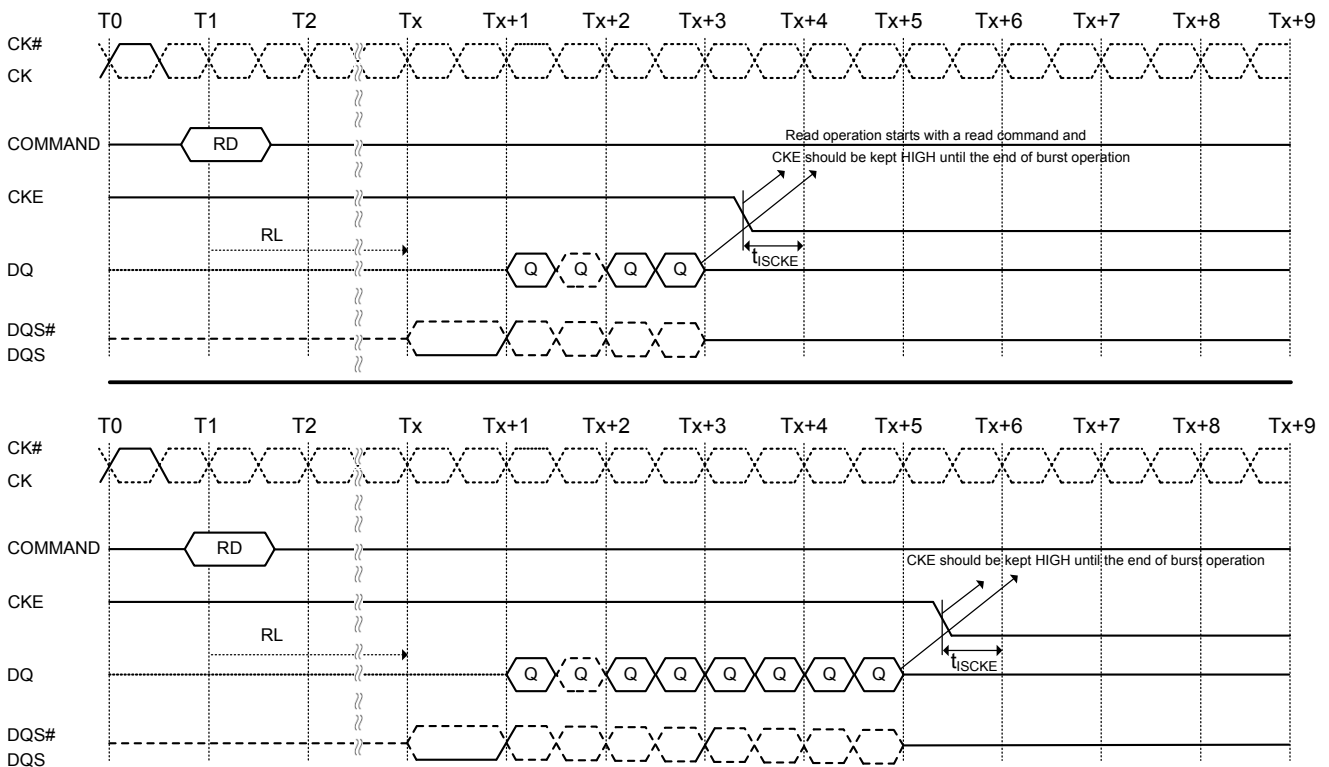 T0 T1 T2 Tx Tx+1 Tx+2 Tx+3 Tx+4 Tx+5 Tx+6 Tx+7 Tx+8 Tx+9
CK#
CK
COMMAND RD
Read operation starts with a read command and
CKE should be kept HIGH until the end of burst operation
CKE
RL
tISCKE
DQ Q Q Q Q
DQS#
DQS
T0 T1 T2 Tx Tx+1 Tx+2 Tx+3 Tx+4 Tx+5 Tx+6 Tx+7 Tx+8 Tx+9
CK#
CK
COMMAND RD
CKE should be kept HIGH until the end of burst operation
CKE
RL
tISCKE
DQ Q Q Q Q Q Q Q Q
DQS#
DQS